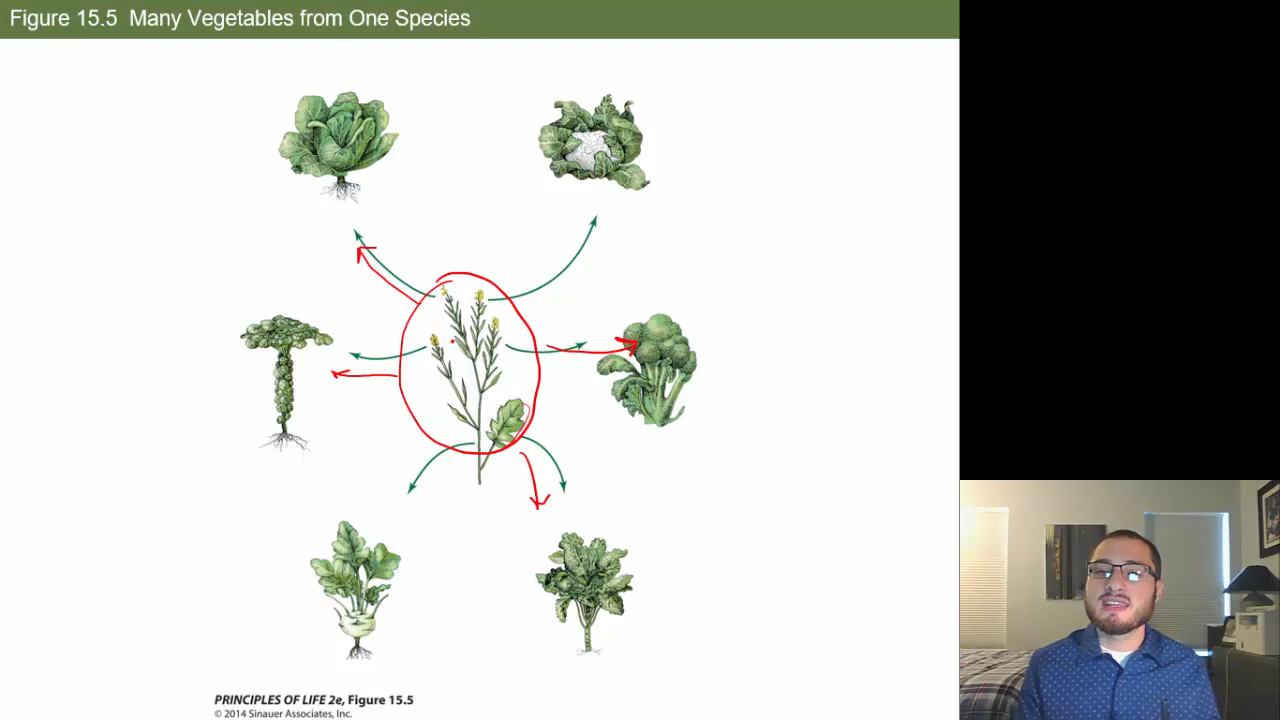 Figure 15.5 Many Vegetables from One Species
PRINCIPLES OF LIFE 2e, Figure 15.5
© 2014 Sinauer Associates, Inc.